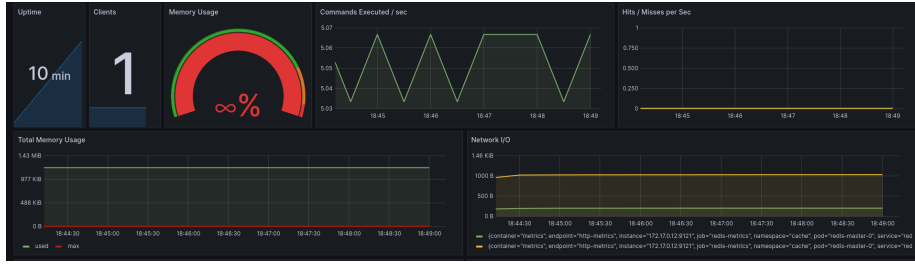 Uptime
10 min
Clients
1
Memory Usage
∞%
Commands Executed / sec
5.07
5.06
5.04
5.03
18:45 18:46 18:47 18:48 18:49
Hits / Misses per Sec
1
0.750
0.500
0.250
0
18:45 18:46 18:47 18:48 18:49
Total Memory Usage
1.43 MiB
977 KiB
488 KiB
0 B
18:44:30 18:45:00 18:45:30 18:46:00 18:46:30 18:47:00 18:47:30 18:48:00 18:48:30 18:49:00
used max
Network I/O
1.46 KiB
1000 B
500 B
0 B
18:44:30 18:45:00 18:45:30 18:46:00 18:46:30 18:47:00 18:47:30 18:48:00 18:48:30 18:49:00
{container="metrics", endpoint="http-metrics", instance="172.17.0.12:9121", job="redis-metrics", namespace="cache", pod="redis-master-0", service="red
{container="metrics", endpoint="http-metrics", instance="172.17.0.12:9121", job="redis-metrics", namespace="cache", pod="redis-master-0", service="red